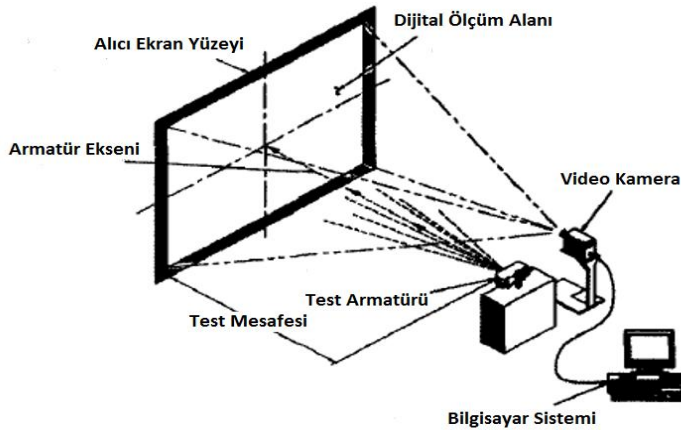 Dijital Ölçüm Alanı
Alıcı Ekran Yüzeyi
Armatür Ekseni
Video Kamera
Test Armatürü
Test Mesafesi
Bilgisayar Sistemi